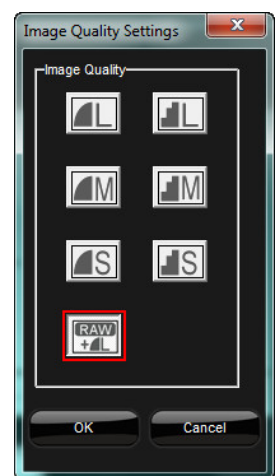 Image Quality Settings
Image Quality
L L
M M
S S
RAW
+L
OK Cancel